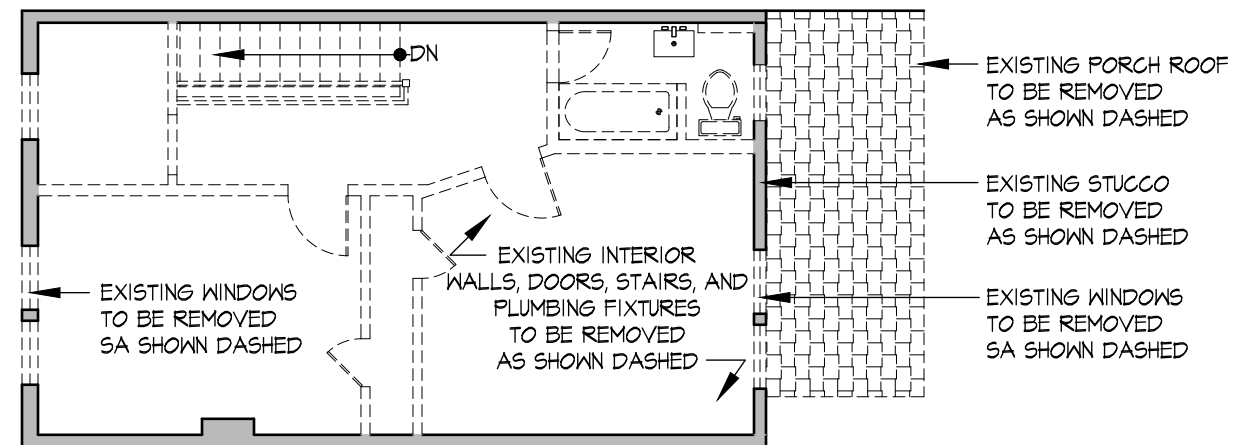 DN
EXISTING PORCH ROOF
TO BE REMOVED
AS SHOWN DASHED
EXISTING STUCCO
TO BE REMOVED
AS SHOWN DASHED
EXISTING INTERIOR
WALLS, DOORS, STAIRS, AND
PLUMBING FIXTURES
TO BE REMOVED
AS SHOWN DASHED
EXISTING WINDOWS
TO BE REMOVED
SA SHOWN DASHED
EXISTING WINDOWS
TO BE REMOVED
SA SHOWN DASHED